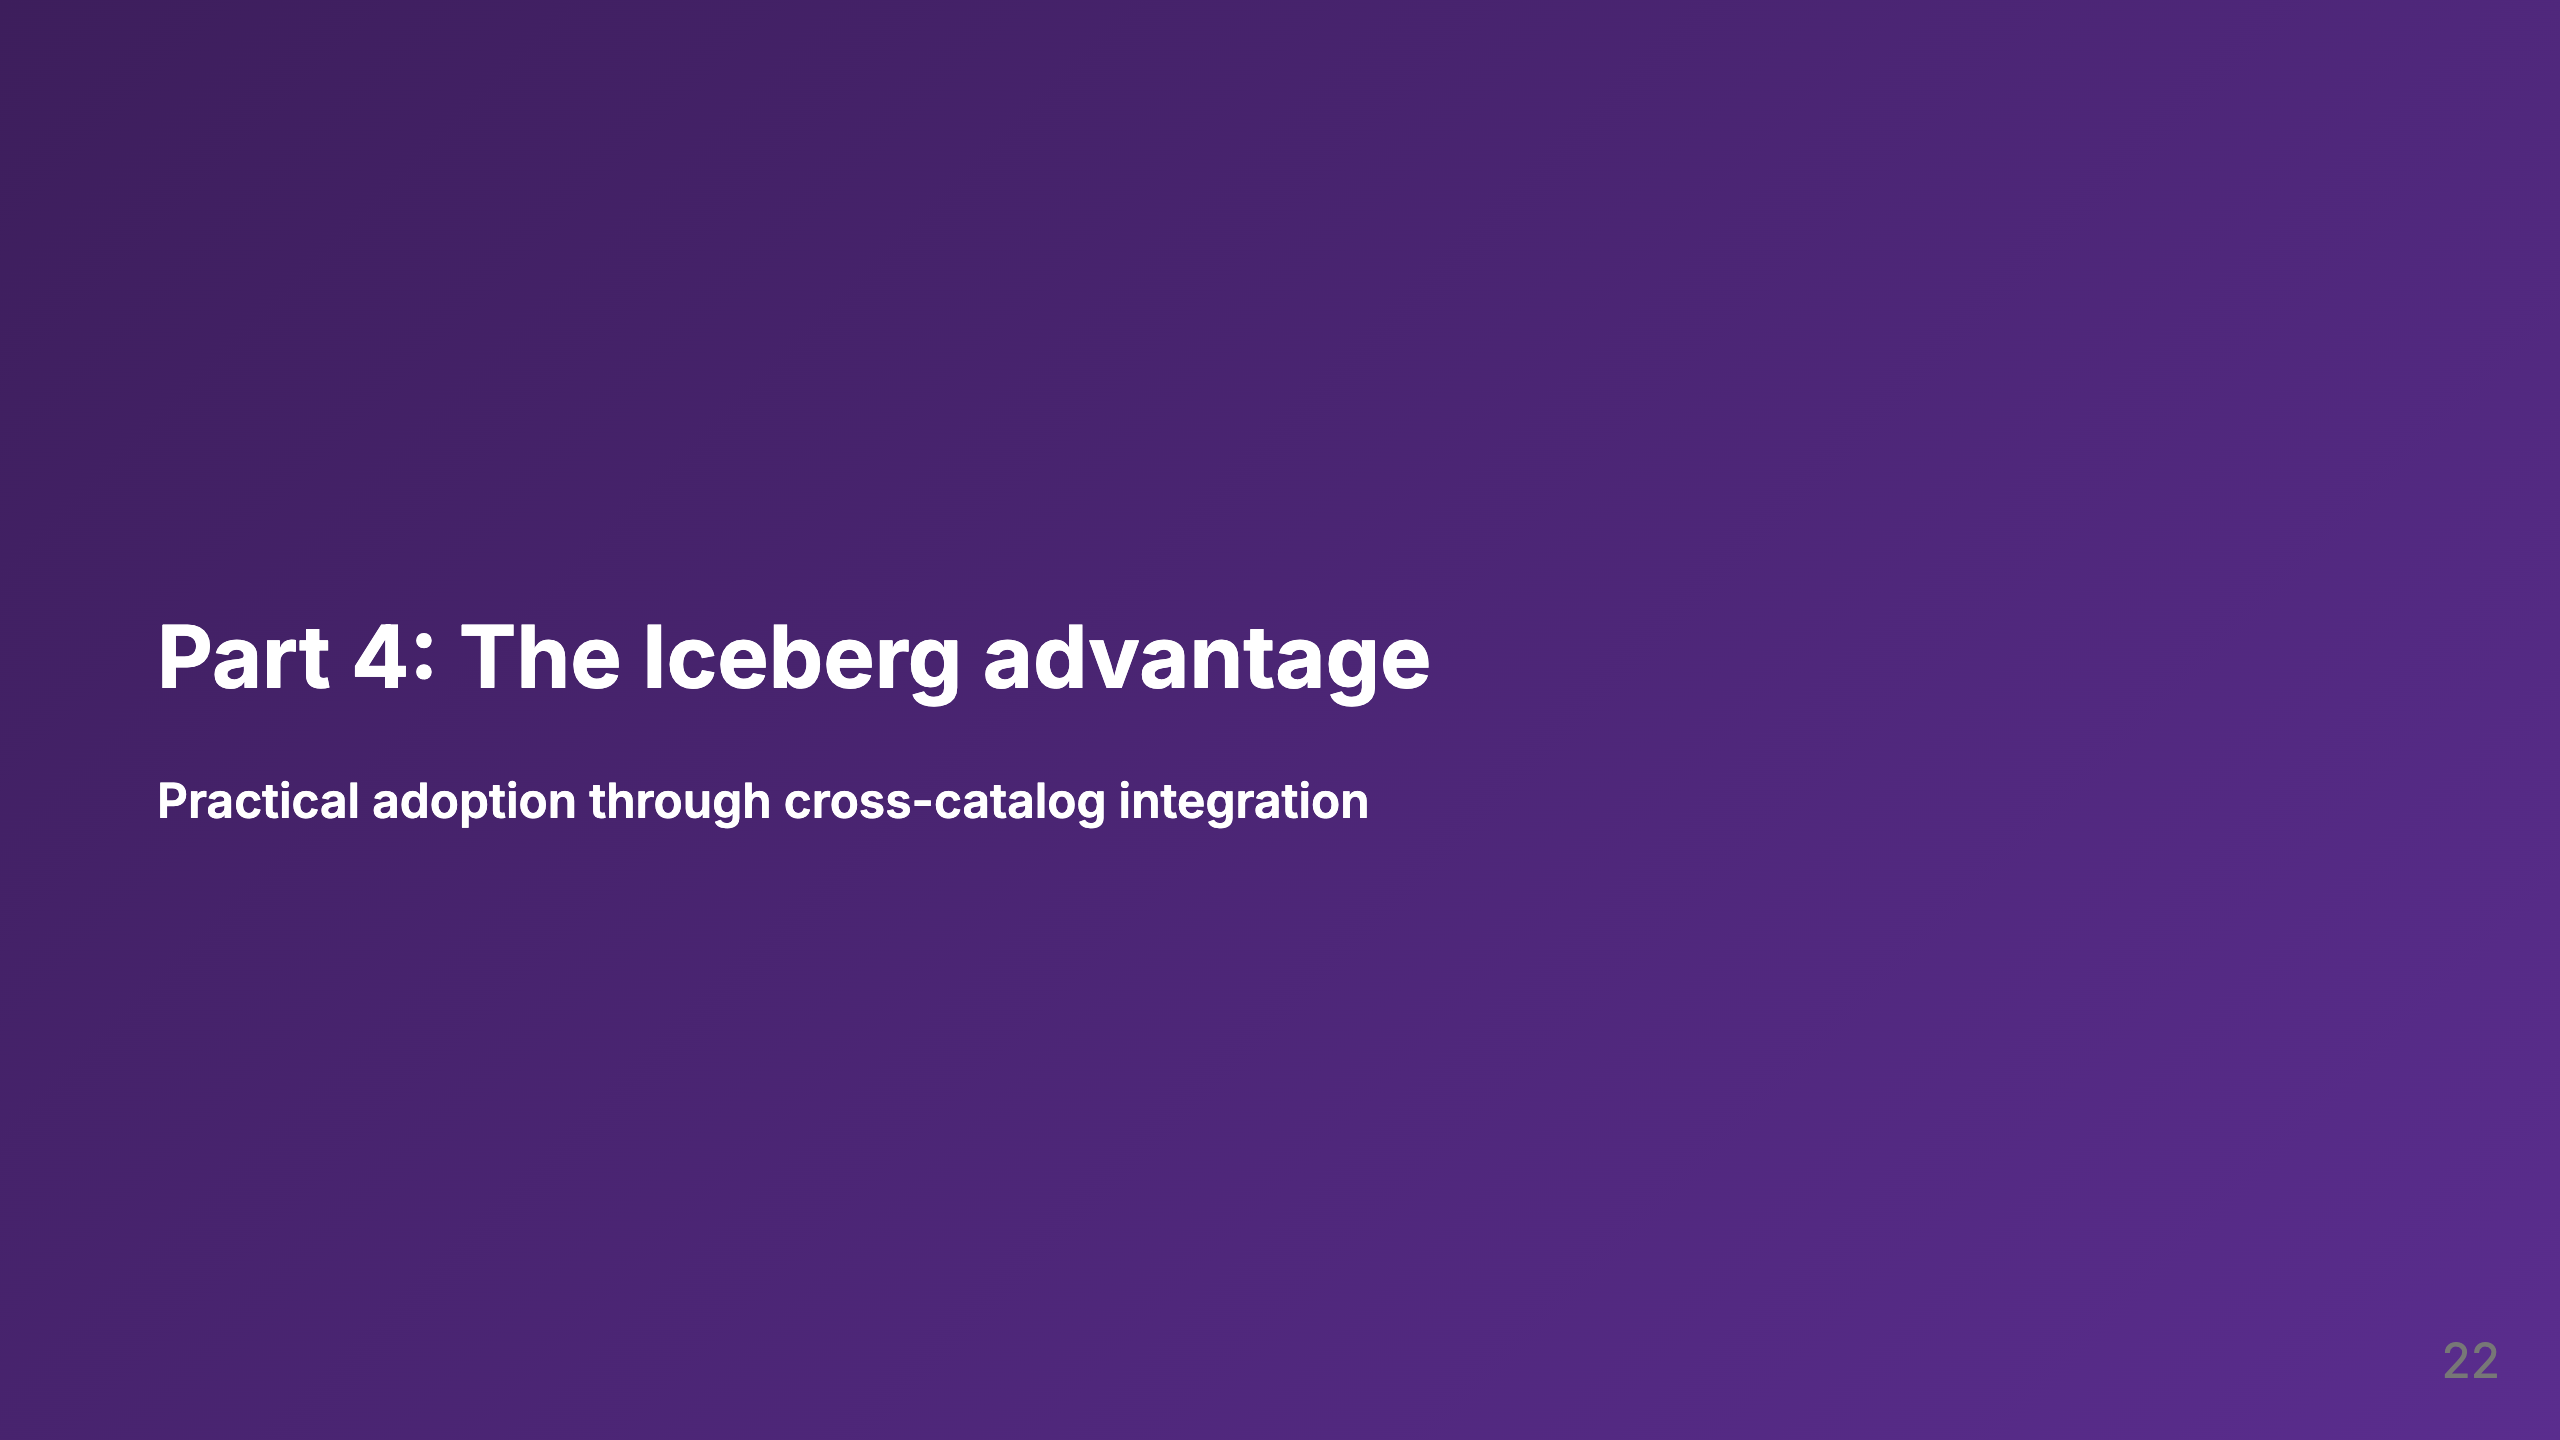 Part 4: The Iceberg advantage
Practical adoption through cross-catalog integration
22